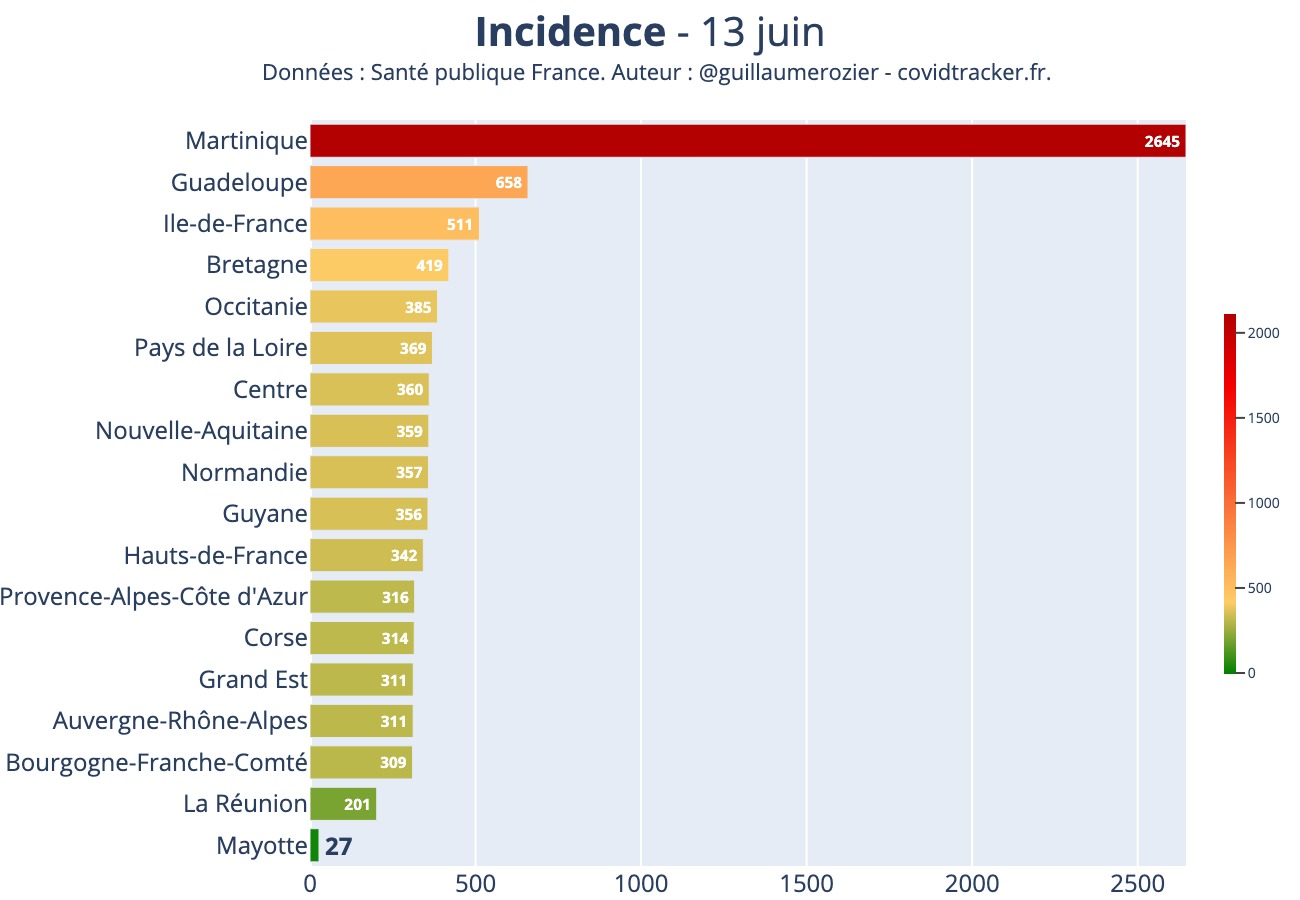 Incidence - 13 juin
Données : Santé publique France. Auteur : @guillaumerozier - covidtracker.fr.
Martinique 2645
Guadeloupe 658
Ile-de-France 511
Bretagne 419
Occitanie 385
Pays de la Loire 369
Centre 360
Nouvelle-Aquitaine 359
Normandie 357
Guyane 356
Hauts-de-France 342
Provence-Alpes-Côte d'Azur 316
Corse 314
Grand Est 311
Auvergne-Rhône-Alpes 311
Bourgogne-Franche-Comté 309
La Réunion 201
Mayotte 27
0 500 1000 1500 2000 2500
2000
1500
1000
500
0